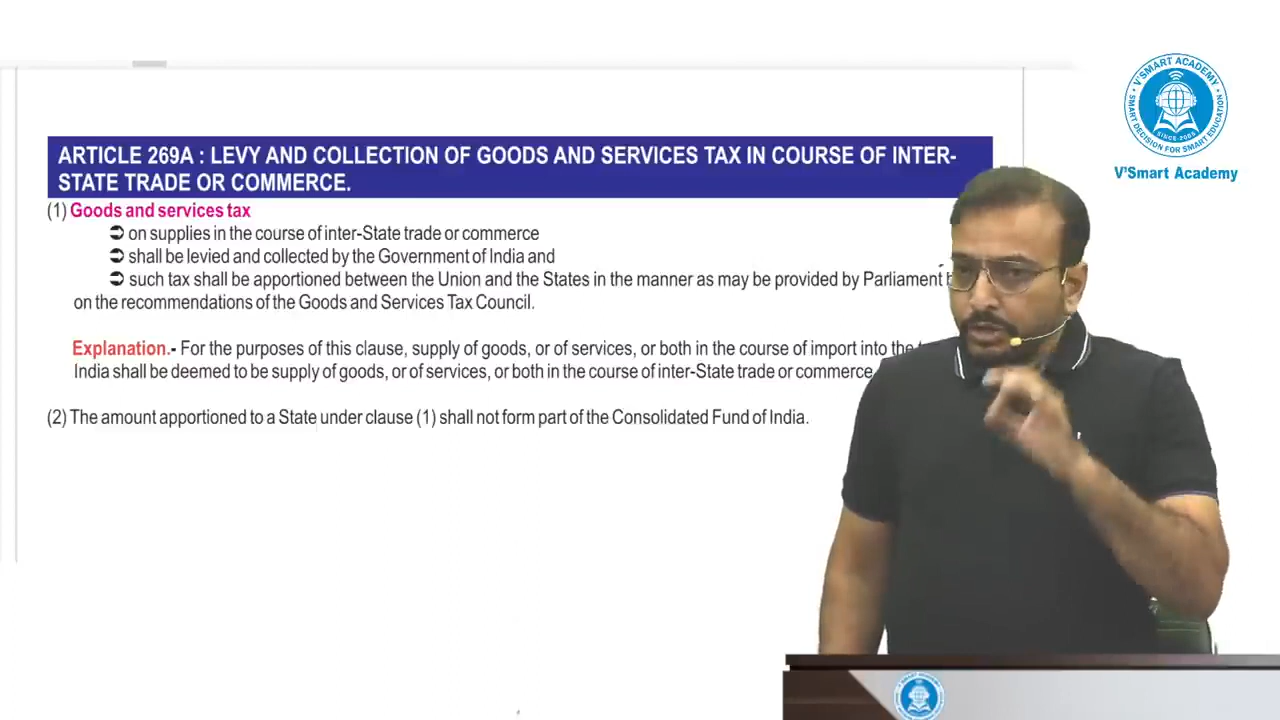 V'SMART ACADEMY
SMART DECISION FOR SMART EDUCATION
V'Smart Academy
ARTICLE 269A : LEVY AND COLLECTION OF GOODS AND SERVICES TAX IN COURSE OF INTER-
STATE TRADE OR COMMERCE.
(1) Goods and services tax
➲ on supplies in the course of inter-State trade or commerce
➲ shall be levied and collected by the Government of India and
➲ such tax shall be apportioned between the Union and the States in the manner as may be provided by Parliament
on the recommendations of the Goods and Services Tax Council.
Explanation.- For the purposes of this clause, supply of goods, or of services, or both in the course of import into the
India shall be deemed to be supply of goods, or of services, or both in the course of inter-State trade or commerce
(2) The amount apportioned to a State under clause (1) shall not form part of the Consolidated Fund of India.